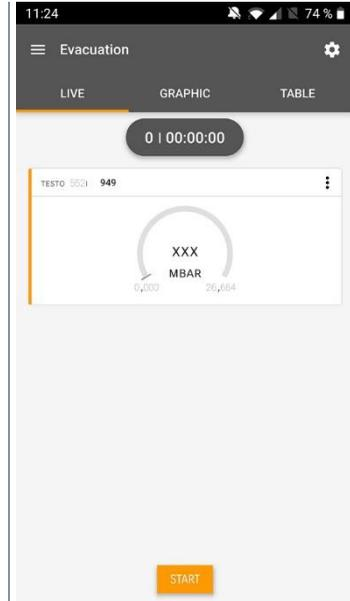 11:24 74 %
Evacuation
LIVE GRAPHIC TABLE
0 | 00:00:00
TESTO 552I 949
XXX
MBAR
0,000 26,664
START